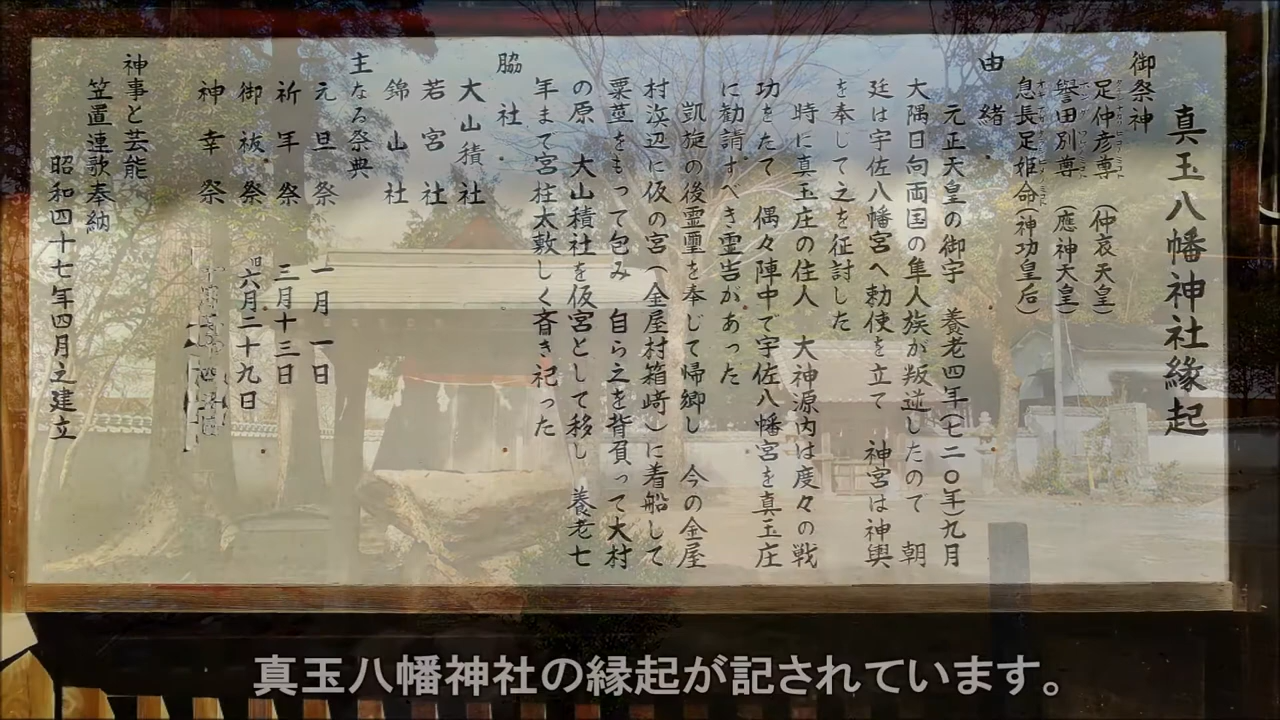 真玉八幡神社縁起
御祭神
足仲彦尊(仲哀天皇)
譽田別尊(應神天皇)
息長足姫命(神功皇后)
由緒
元正天皇の御宇 養老四年(七二〇年)九月
大隅日向両国の隼人族が叛逆したので 朝
廷は宇佐八幡宮へ勅使を立て 神宮は神輿
を奉して之を征討した
時に真玉庄の住人 大神源内は度々の戦
功をたて 偶々陣中で宇佐八幡宮を真玉庄
に勧請すべき霊告があった
凱旋の後霊璽を奉じて帰郷し 今の金屋
村浜辺に仮の宮(金屋村箱崎)に着船して
粟莖をもって包み 自ら之を背負って大村
の原 大山積社を仮宮として移し 養老七
年まて宮柱太敷しく斎き祀った
脇社
大山積社
若宮社
錦山社
主なる祭典
元旦祭 一月一日
祈年祭 三月十三日
御祓祭 旧六月二十九日
神幸祭
神事と芸能
笠置連歌奉納
昭和四十七年四月之建立
真玉八幡神社の縁起が記されています。